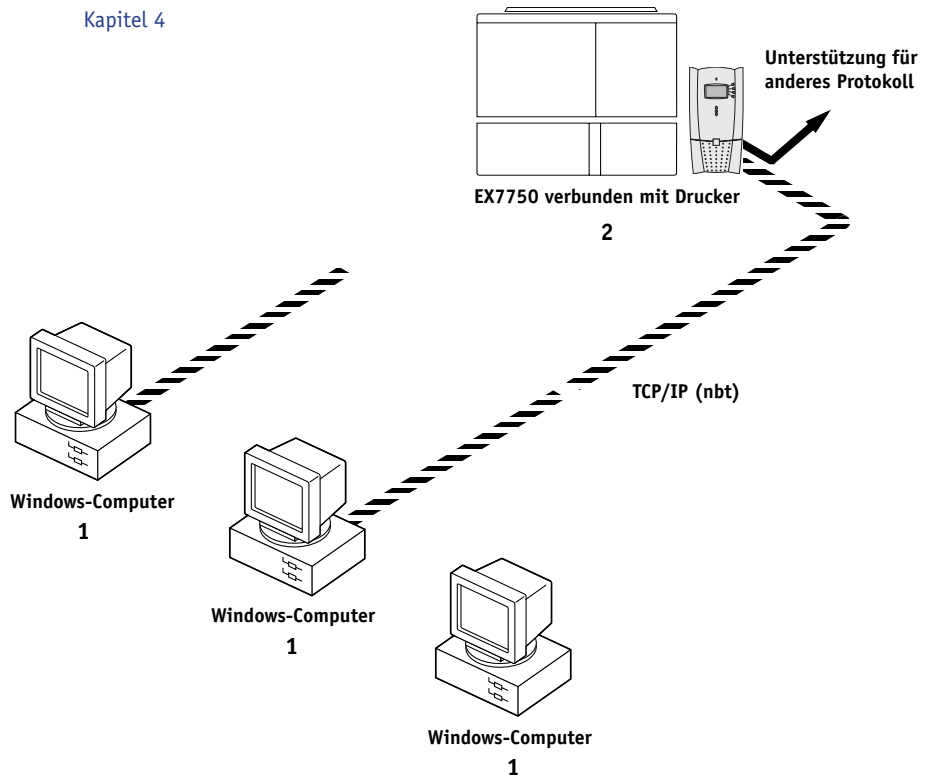 Kapitel 4
Unterstützung für
anderes Protokoll
EX7750 verbunden mit Drucker
2
TCP/IP (nbt)
Windows-Computer
1
Windows-Computer
1
Windows-Computer
1